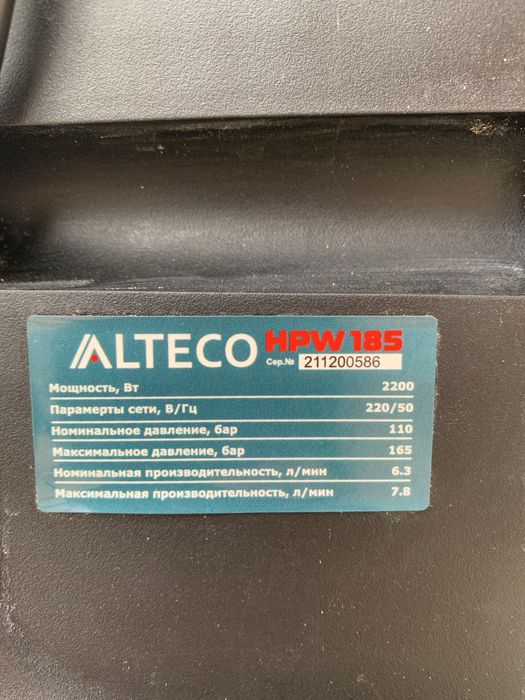 ALTECO HPW 185
Сер.№ 211200586
Мощность, Вт 2200
Парамерты сети, В/Гц 220/50
Номинальное давление, бар 110
Максимальное давление, бар 165
Номинальная производительность, л/мин 6.3
Максимальная производительность, л/мин 7.8